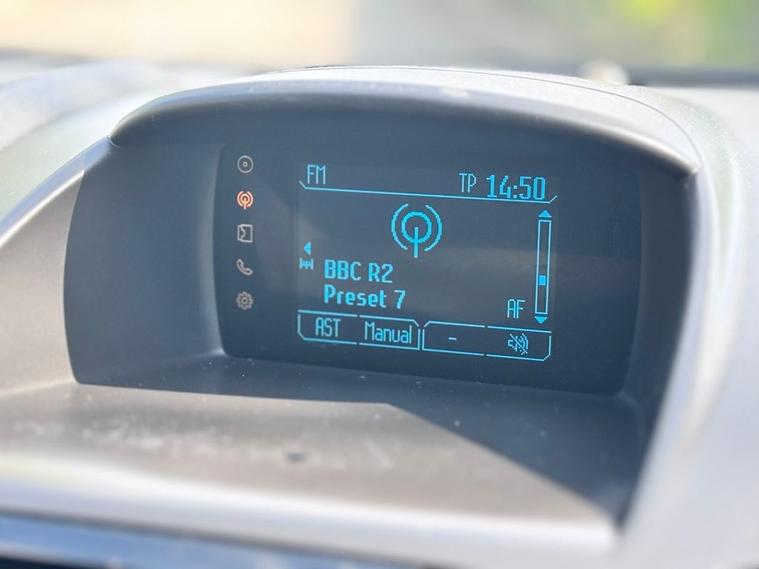 FM TP 14:50
BBC R2
Preset 7
AF
AST Manual -